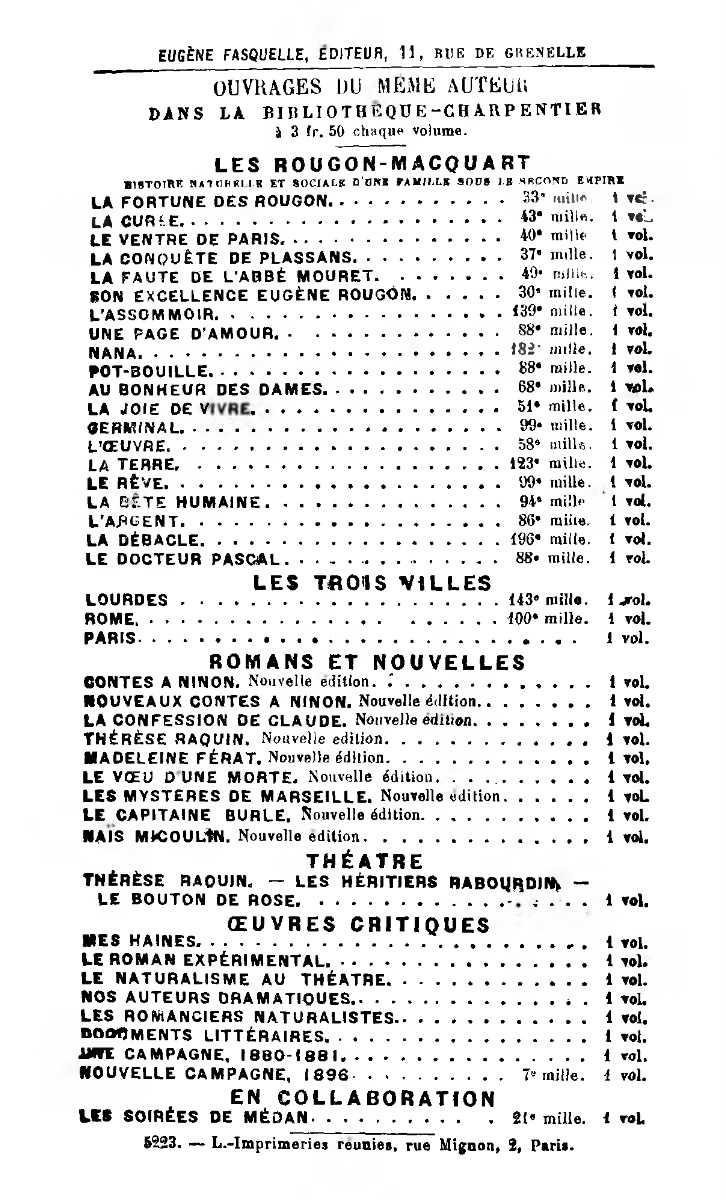 EUGÈNE FASQUELLE, ÉDITEUR, 11, RUE DE GRENELLE
OUVRAGES DU MÊME AUTEUR
DANS LA BIBLIOTHÈQUE-CHARPENTIER
à 3 fr. 50 chaque volume.
LES ROUGON-MACQUART
HISTOIRE NATURELLE ET SOCIALE D'UNE FAMILLE SOUS LE SECOND EMPIRE
LA FORTUNE DES ROUGON. 33e mille. 1 vol.
LA CURÉE. 43e mille. 1 vol.
LE VENTRE DE PARIS. 40e mille 1 vol.
LA CONQUÊTE DE PLASSANS. 37e mille. 1 vol.
LA FAUTE DE L'ABBÉ MOURET. 49e mille. 1 vol.
SON EXCELLENCE EUGÈNE ROUGON. 30e mille. 1 vol.
L'ASSOMMOIR. 139e mille. 1 vol.
UNE PAGE D'AMOUR. 88e mille. 1 vol.
NANA. 182e mille. 1 vol.
POT-BOUILLE. 88e mille. 1 vol.
AU BONHEUR DES DAMES. 68e mille. 1 vol.
LA JOIE DE VIVRE. 51e mille. 1 vol.
GERMINAL. 99e mille. 1 vol.
L'ŒUVRE. 58e mille. 1 vol.
LA TERRE. 123e mille. 1 vol.
LE RÊVE. 99e mille. 1 vol.
LA BÊTE HUMAINE. 94e mille 1 vol.
L'ARGENT. 86e mille. 1 vol.
LA DÉBACLE. 196e mille. 1 vol.
LE DOCTEUR PASCAL. 88e mille. 1 vol.
LES TROIS VILLES
LOURDES 143e mille. 1 vol.
ROME. 100e mille. 1 vol.
PARIS. 1 vol.
ROMANS ET NOUVELLES
CONTES A NINON. Nouvelle édition. 1 vol.
NOUVEAUX CONTES A NINON. Nouvelle édition. 1 vol.
LA CONFESSION DE CLAUDE. Nouvelle édition. 1 vol.
THÉRÈSE RAQUIN. Nouvelle edition. 1 vol.
MADELEINE FÉRAT. Nouvelle édition. 1 vol.
LE VŒU D'UNE MORTE. Nouvelle édition. 1 vol.
LES MYSTERES DE MARSEILLE. Nouvelle édition. 1 vol.
LE CAPITAINE BURLE. Nouvelle édition. 1 vol.
NAÏS MICOULIN. Nouvelle édition. 1 vol.
THÉATRE
THÉRÈSE RAQUIN. — LES HÉRITIERS RABOURDIN —
LE BOUTON DE ROSE. 1 vol.
ŒUVRES CRITIQUES
MES HAINES. 1 vol.
LE ROMAN EXPÉRIMENTAL. 1 vol.
LE NATURALISME AU THÉATRE. 1 vol.
NOS AUTEURS DRAMATIQUES. 1 vol.
LES ROMANCIERS NATURALISTES. 1 vol.
DOCUMENTS LITTÉRAIRES. 1 vol.
UNE CAMPAGNE, 1880-1881. 1 vol.
NOUVELLE CAMPAGNE, 1896. 7e mille. 1 vol.
EN COLLABORATION
LES SOIRÉES DE MÉDAN. 21e mille. 1 vol.
5223. — L.-Imprimeries réunies, rue Mignon, 2, Paris.